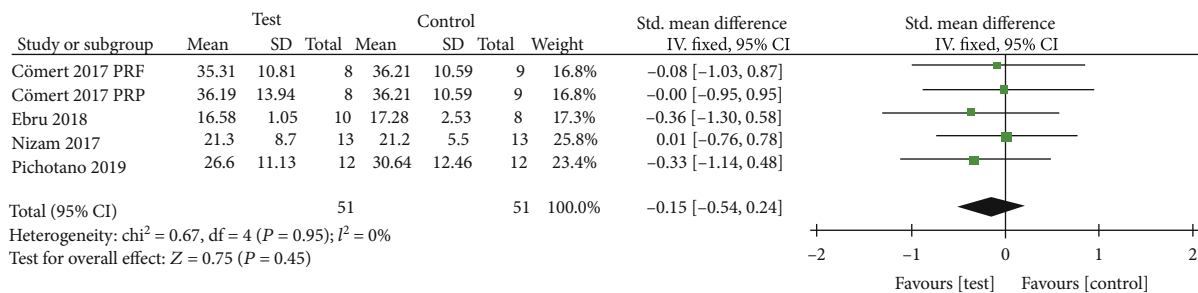 Test Control Std. mean difference Std. mean difference
Study or subgroup Mean SD Total Mean SD Total Weight IV. fixed, 95% CI IV. fixed, 95% CI
Cömert 2017 PRF 35.31 10.81 8 36.21 10.59 9 16.8% –0.08 [–1.03, 0.87]
Cömert 2017 PRP 36.19 13.94 8 36.21 10.59 9 16.8% –0.00 [–0.95, 0.95]
Ebru 2018 16.58 1.05 10 17.28 2.53 8 17.3% –0.36 [–1.30, 0.58]
Nizam 2017 21.3 8.7 13 21.2 5.5 13 25.8% 0.01 [–0.76, 0.78]
Pichotano 2019 26.6 11.13 12 30.64 12.46 12 23.4% –0.33 [–1.14, 0.48]
Total (95% CI) 51 51 100.0% –0.15 [–0.54, 0.24]
Heterogeneity: chi² = 0.67, df = 4 (P = 0.95); I² = 0%
Test for overall effect: Z = 0.75 (P = 0.45)
–2 –1 0 1 2
Favours [test] Favours [control]